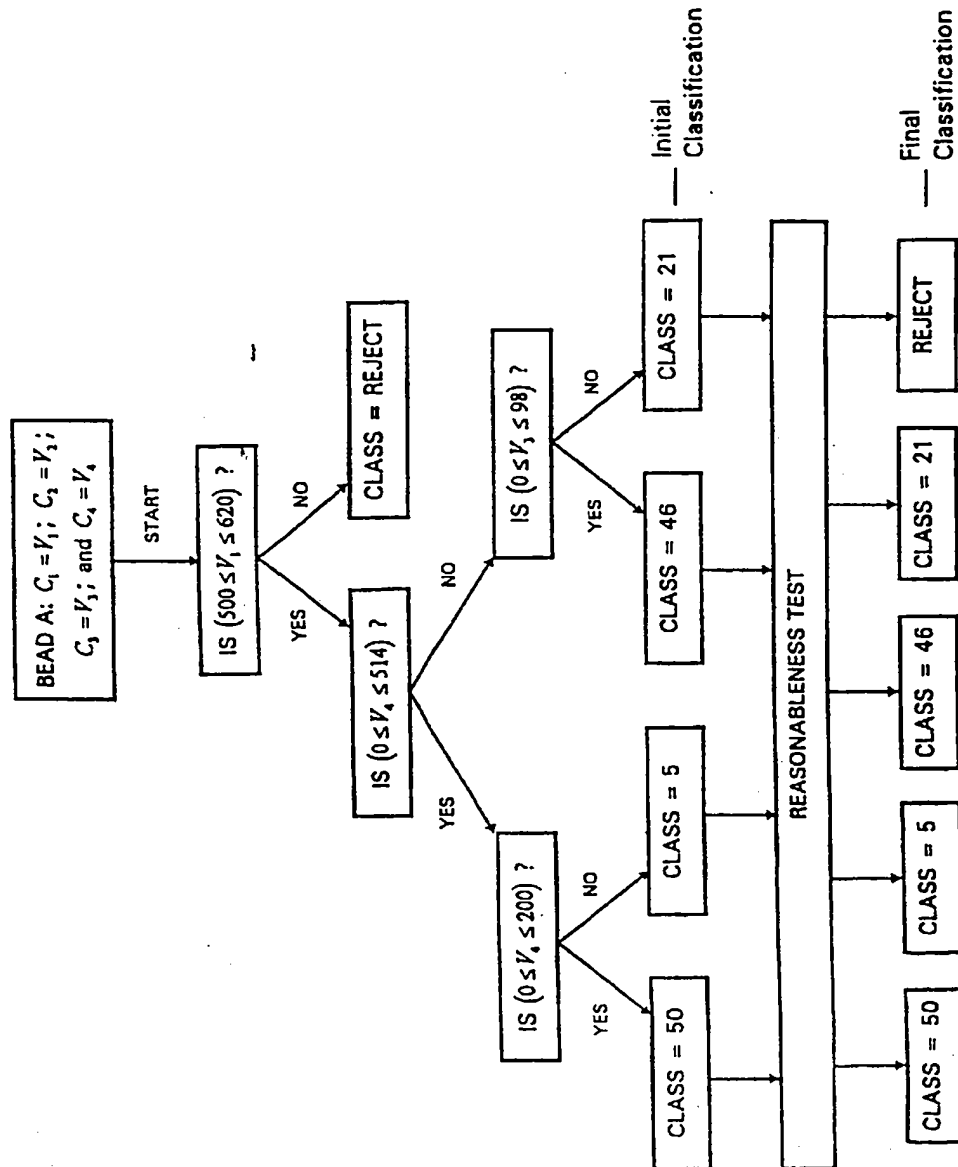 BEAD A: C₁ = V₁; C₂ = V₂;
C₃ = V₃; and C₄ = V₄
START
IS (500 ≤ V₁ ≤ 620) ?
YES
NO
IS (0 ≤ V₄ ≤ 514) ?
CLASS = REJECT
YES
NO
IS (0 ≤ V₄ ≤ 200) ?
IS (0 ≤ V₃ ≤ 98) ?
YES
NO
YES
NO
CLASS = 50
CLASS = 5
CLASS = 46
CLASS = 21
Initial
Classification
REASONABLENESS TEST
CLASS = 50
CLASS = 5
CLASS = 46
CLASS = 21
REJECT
Final
Classification